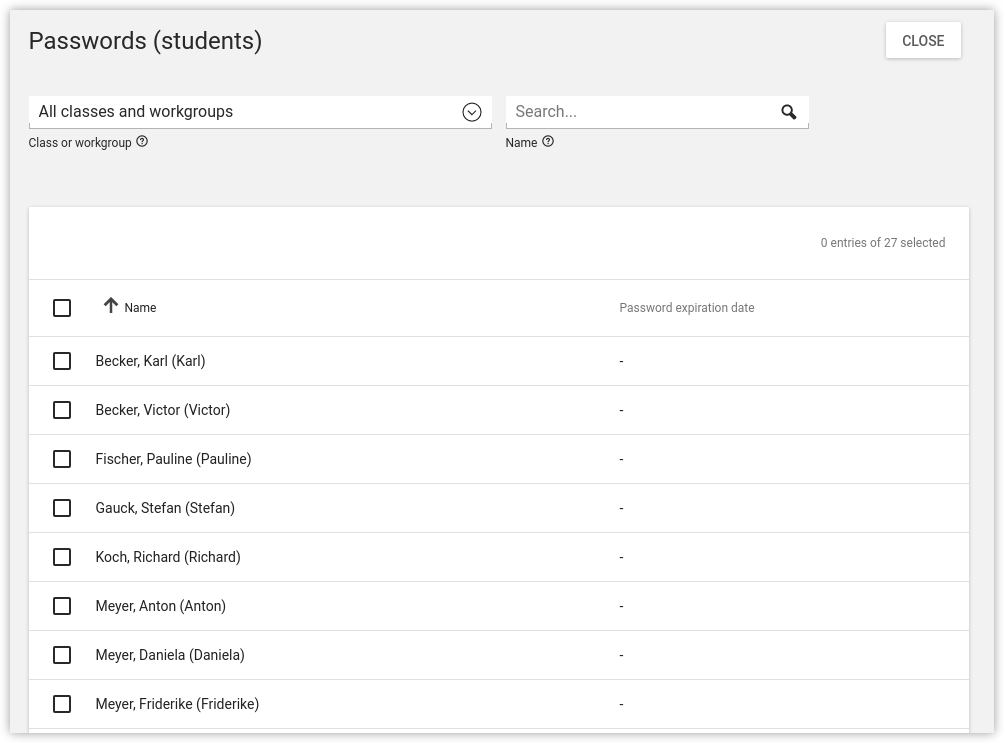 Passwords (students)
CLOSE
All classes and workgroups
Search...
Class or workgroup
Name
0 entries of 27 selected
Name
Password expiration date
Becker, Karl (Karl)
-
Becker, Victor (Victor)
-
Fischer, Pauline (Pauline)
-
Gauck, Stefan (Stefan)
-
Koch, Richard (Richard)
-
Meyer, Anton (Anton)
-
Meyer, Daniela (Daniela)
-
Meyer, Friderike (Friderike)
-